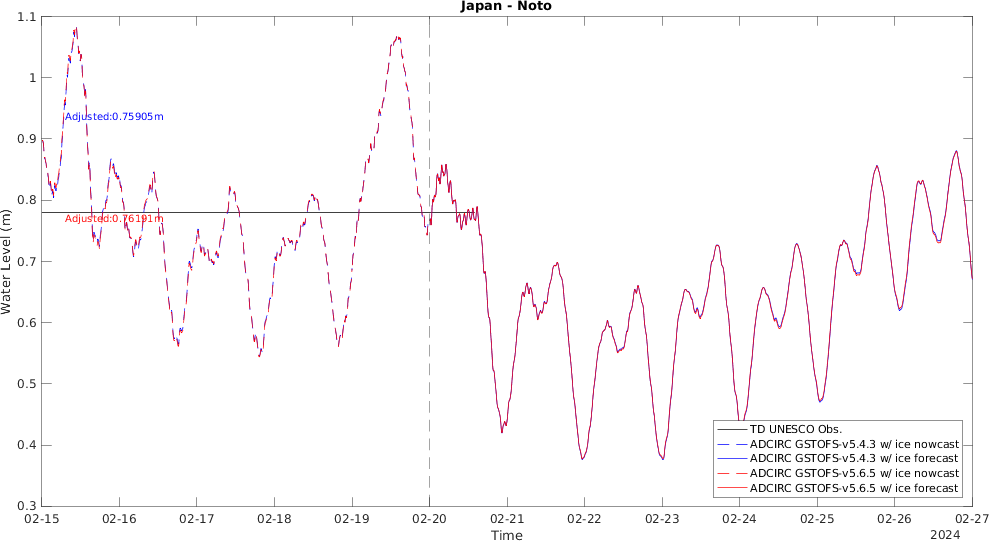 Japan - Noto
1.1
1
0.9
0.8
0.7
0.6
0.5
0.4
0.3
Water Level (m)
Adjusted:0.75905m
Adjusted:0.76191m
TD UNESCO Obs.
ADCIRC GSTOFS-v5.4.3 w/ ice nowcast
ADCIRC GSTOFS-v5.4.3 w/ ice forecast
ADCIRC GSTOFS-v5.6.5 w/ ice nowcast
ADCIRC GSTOFS-v5.6.5 w/ ice forecast
02-15 02-16 02-17 02-18 02-19 02-20 02-21 02-22 02-23 02-24 02-25 02-26 02-27
Time
2024